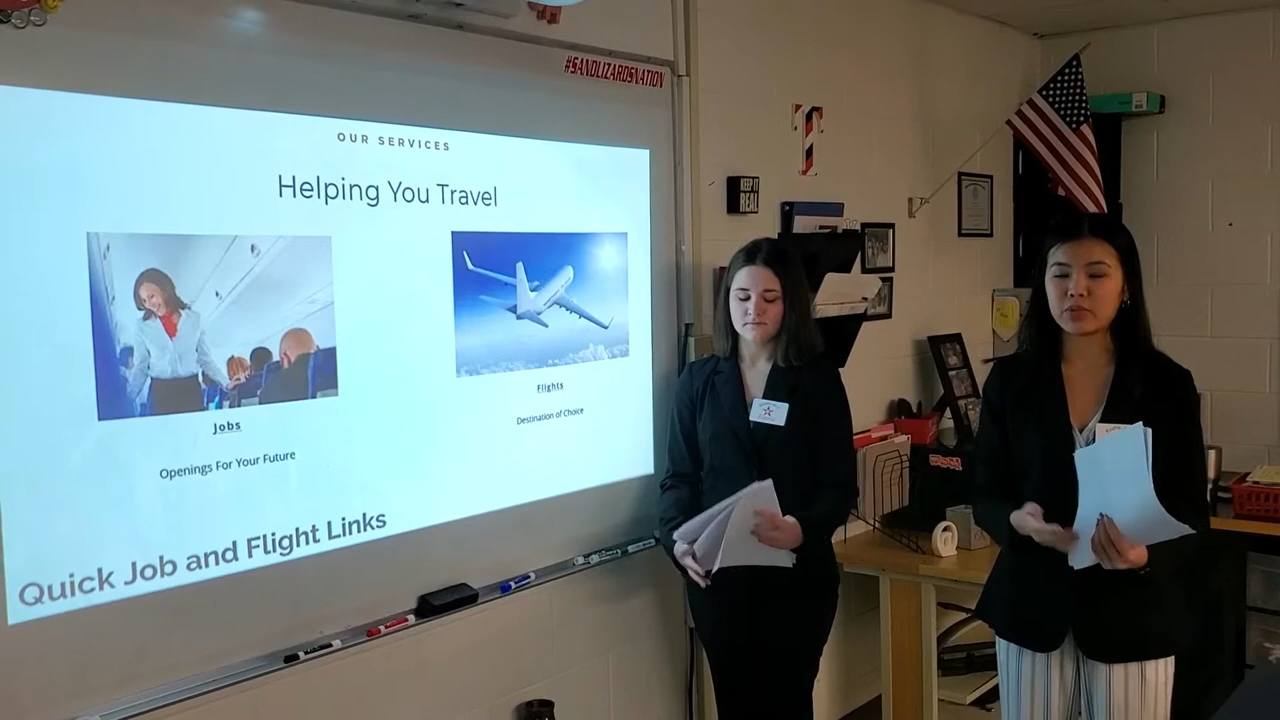 #SANDLIZARDSNATION
OUR SERVICES
Helping You Travel
Jobs
Openings For Your Future
Flights
Destination of Choice
Quick Job and Flight Links
T
KEEP IT
REAL